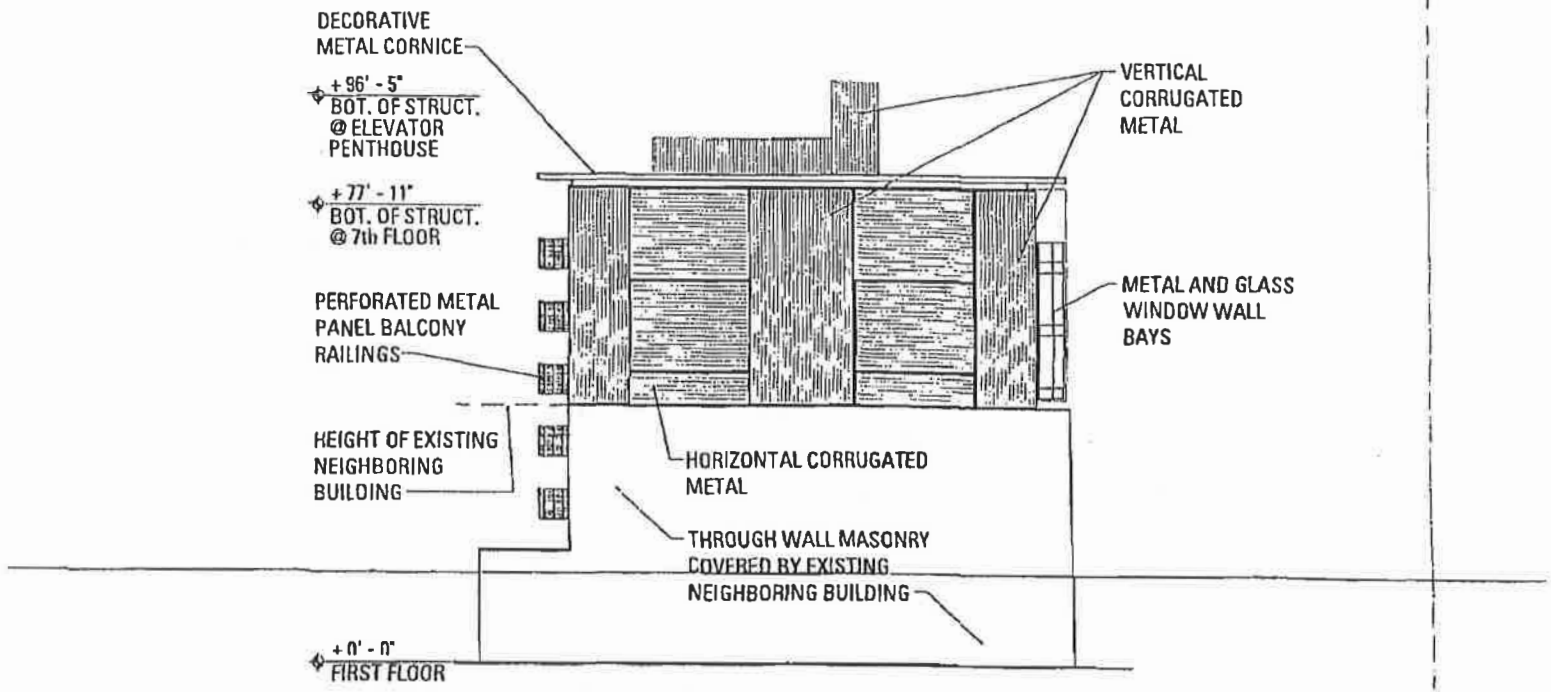 DECORATIVE
METAL CORNICE
+ 96' - 5"
BOT. OF STRUCT.
@ ELEVATOR
PENTHOUSE
+ 77' - 11"
BOT. OF STRUCT.
@ 7th FLOOR
PERFORATED METAL
PANEL BALCONY
RAILINGS
HEIGHT OF EXISTING
NEIGHBORING
BUILDING
+ 0' - 0"
FIRST FLOOR
HORIZONTAL CORRUGATED
METAL
THROUGH WALL MASONRY
COVERED BY EXISTING
NEIGHBORING BUILDING
VERTICAL
CORRUGATED
METAL
METAL AND GLASS
WINDOW WALL
BAYS